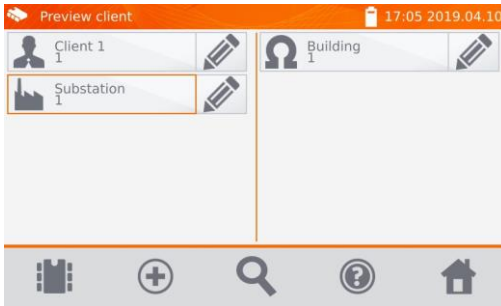 Preview client
17:05 2019.04.10
Client 1
1
Substation
1
Building
1